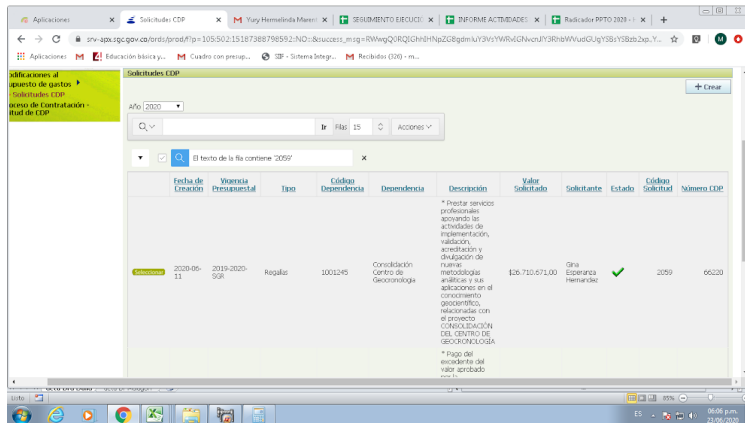 Aplicaciones
Solicitudes CDP
Yury Hermelinda Mareni
SEGUIMIENTO EJECUCIÓ
INFORME ACTIVIDADES
Radicador PPTO 2020
srv-apx.sgc.gov.co/ords/prod/f?p=105:502:15187388798592::NO::
Aplicaciones
Educación básica y...
Cuadro con presup...
SIIF - Sistema Integr...
Recibidos (326) - m...
odificaciones al
upuesto de gastos
- Solicitudes CDP
oceso de Contratación -
itud de CDP
Solicitudes CDP
+ Crear
Año 2020
Ir Filas 15 Acciones
El texto de la fila contiene '2059' x
Fecha de Creación Vigencia Presupuestal Tipo Código Dependencia Dependencia Descripción Valor Solicitado Solicitante Estado Código Solicitud Número CDP
* Prestar servicios
profesionales
apoyando las
actividades de
implementación,
validación,
acreditación y
divulgación de
nuevas
metodologías
analíticas y sus
aplicaciones en el
conocimiento
geocientífico,
relacionadas con
el proyecto
CONSOLIDACIÓN
DEL CENTRO DE
GEOCRONOLOGÍA
Seleccionar 2020-06-11 2019-2020-SGR Regalías 1001245 Consolidación Centro de Geocronologia $26.710.671,00 Gina Esperanza Hernandez 2059 66220
* Pago del
excedente del
valor aprobado
por la
Listo
85%
ES
06:06 p.m.
23/06/2020